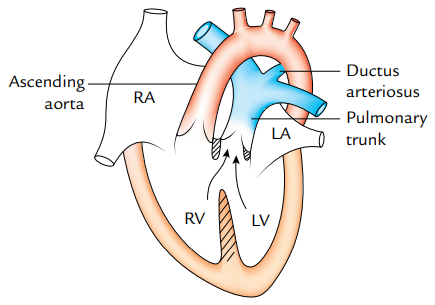 Ascending
aorta
RA
Ductus
arteriosus
Pulmonary
trunk
LA
RV
LV